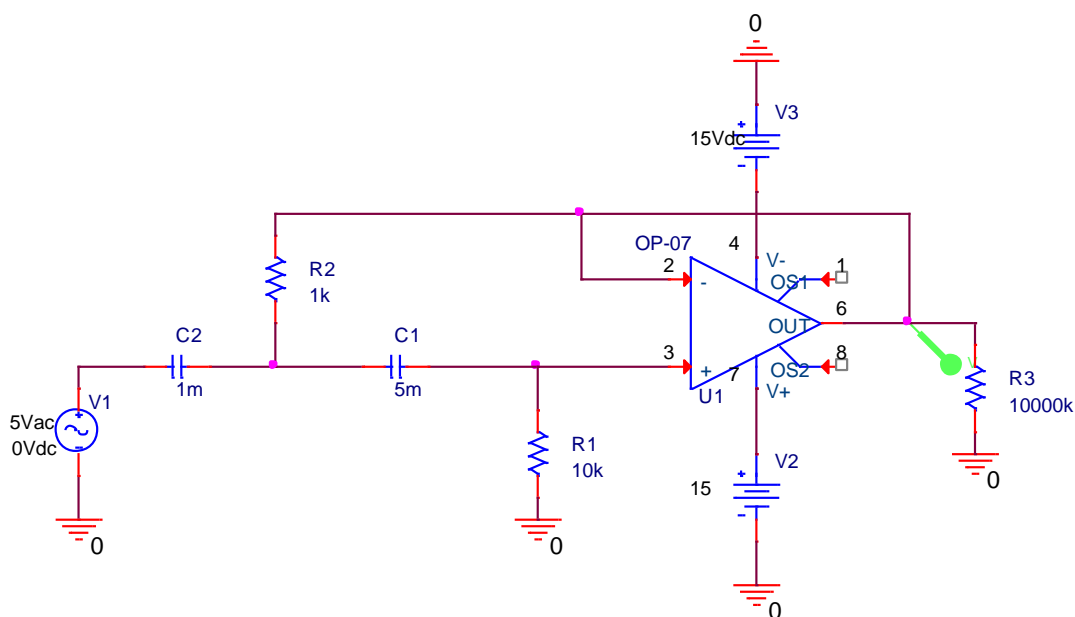 0
V3
15Vdc
+
-
OP-07
4
2
V-
1
R2
1k
-
OS1
6
OUT
C2
C1
3
8
+
7
OS2
1m
5m
U1
V+
R3
10000k
V1
5Vac
0Vdc
+
-
R1
10k
V2
15
+
-
0
0
0
0